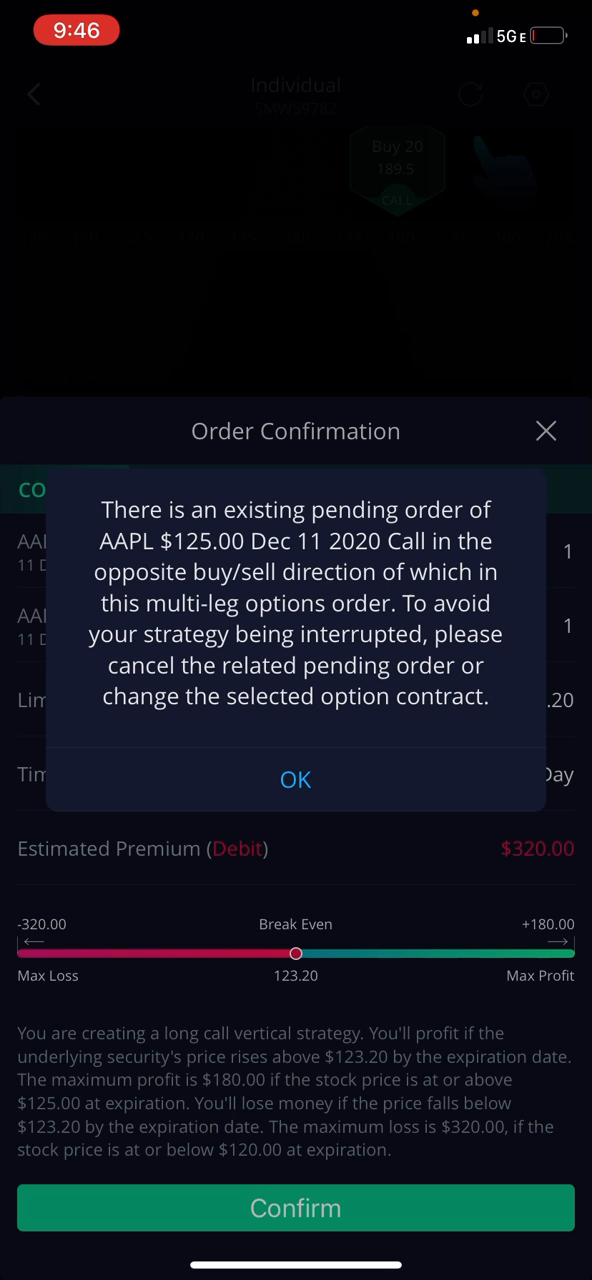 9:46
5G E
Individual
5MW59782
Buy 20
189.5
CALL
Order Confirmation
CO
There is an existing pending order of
AAPL $125.00 Dec 11 2020 Call in the
opposite buy/sell direction of which in
this multi-leg options order. To avoid
your strategy being interrupted, please
cancel the related pending order or
change the selected option contract.
OK
AAI
11 D
1
AAI
11 D
1
Lim
.20
Tim
Day
Estimated Premium (Debit)
$320.00
-320.00
Break Even
+180.00
Max Loss
123.20
Max Profit
You are creating a long call vertical strategy. You'll profit if the
underlying security's price rises above $123.20 by the expiration date.
The maximum profit is $180.00 if the stock price is at or above
$125.00 at expiration. You'll lose money if the price falls below
$123.20 by the expiration date. The maximum loss is $320.00, if the
stock price is at or below $120.00 at expiration.
Confirm